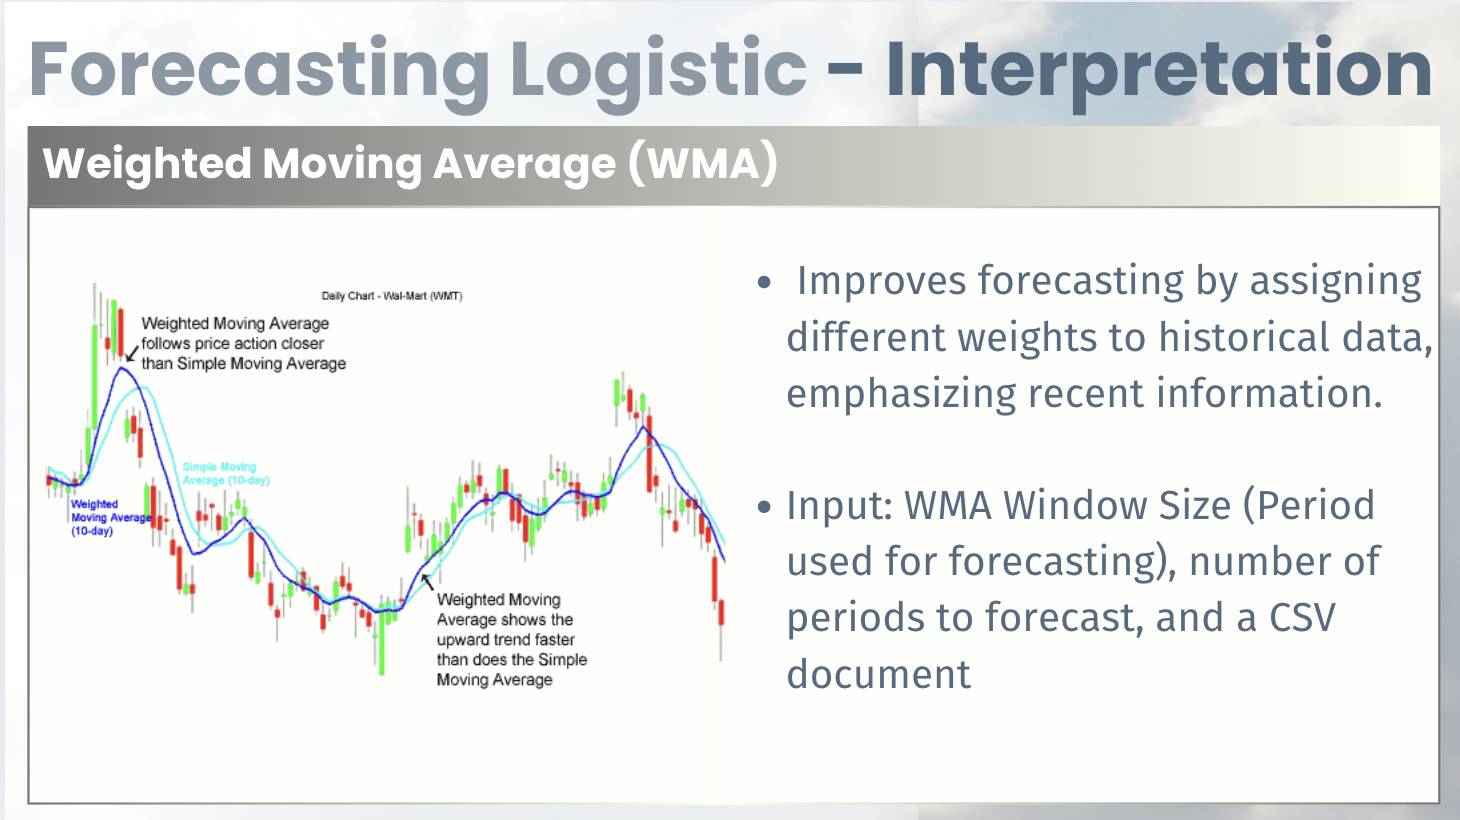 Forecasting Logistic - Interpretation
Weighted Moving Average (WMA)
Daily Chart - Wal-Mart (WMT)
Weighted Moving Average
follows price action closer
than Simple Moving Average
Simple Moving
Average (10-day)
Weighted
Moving Average
(10-day)
Weighted Moving
Average shows the
upward trend faster
than does the Simple
Moving Average
• Improves forecasting by assigning
different weights to historical data,
emphasizing recent information.
• Input: WMA Window Size (Period
used for forecasting), number of
periods to forecast, and a CSV
document